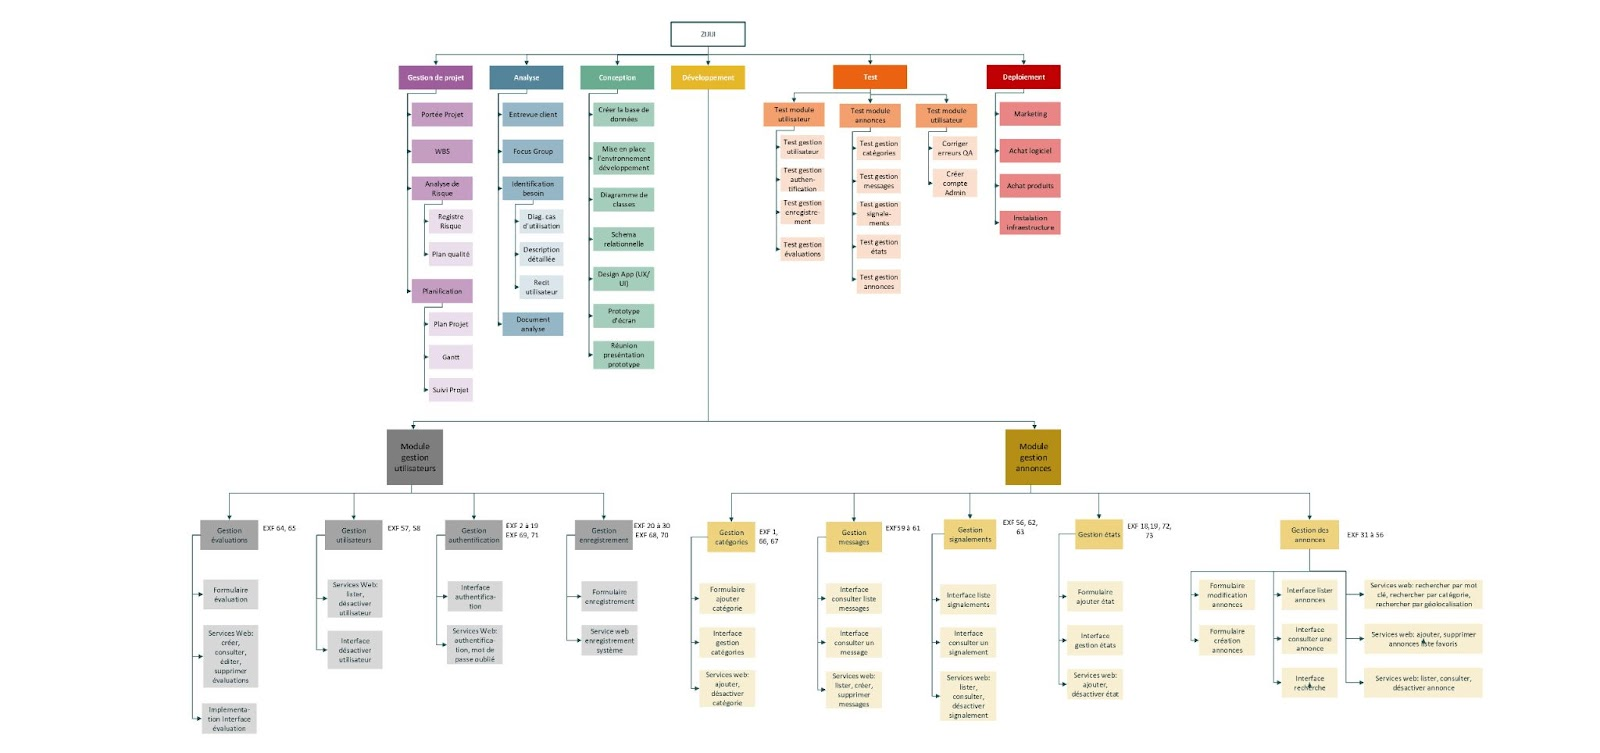 ZUUI
Gestion de projet
Portée Projet
WBS
Analyse de
Risque
Registre
Risque
Plan qualité
Planification
Plan Projet
Gantt
Suivi Projet
Analyse
Entrevue client
Focus Group
Identification
besoin
Diag. cas
d'utilisation
Description
détaillée
Recit
utilisateur
Document
analyse
Conception
Créer la base de
données
Mise en place
l'environnement
développement
Diagramme de
classes
Schema
relationnelle
Design App (UX/
UI)
Prototype
d'écran
Réunion
preséntation
prototype
Développement
Test
Test module
utilisateur
Test gestion
utilisateur
Test gestion
authen-
tification
Test gestion
enregistre-
ment
Test gestion
évaluations
Test module
annonces
Test gestion
catégories
Test gestion
messages
Test gestion
signale-
ments
Test gestion
états
Test gestion
annonces
Test module
utilisateur
Corriger
erreurs QA
Créer
compte
Admin
Deploiement
Marketing
Achat logiciel
Achat produits
Instalation
infraestructure
Module
gestion
utilisateurs
Gestion
évaluations
EXF 64, 65
Formulaire
évaluation
Services Web:
créer,
consulter,
éditer,
supprimer
évaluations
Implementa-
tion Interface
évaluation
Gestion
utilisateurs
EXF 57, 58
Services Web:
lister,
désactiver
utilisateur
Interface
désactiver
utilisateur
Gestion
authentification
EXF 2 à 19
EXF 69, 71
Interface
authentifica-
tion
Services Web:
authentifica-
tion, mot de
passe oublié
Gestion
enregistrement
EXF 20 à 30
EXF 68, 70
Formulaire
enregistrement
Service web
enregistrement
système
Module
gestion
annonces
Gestion
catégories
EXF 1,
66, 67
Formulaire
ajouter
catégorie
Interface
gestion
catégories
Services web:
ajouter,
désactiver
catégorie
Gestion
messages
EXF59 à 61
Interface
consulter liste
messages
Interface
consulter un
message
Services web:
lister, créer,
supprimer
messages
Gestion
signalements
EXF 56, 62,
63
Interface liste
signalements
Interface
consulter un
signalement
Services web:
lister,
consulter,
désactiver
signalement
Gestion états
EXF 18,19, 72,
73
Formulaire
ajouter état
Interface
gestion états
Services web:
ajouter,
désactiver état
Gestion des
annonces
EXF 31 à 56
Formulaire
modification
annonces
Formulaire
création
annonces
Interface lister
annonces
Interface
consulter une
annonce
Interface
recherche
Services web: rechercher par mot
clé, rechercher par catégorie,
rechercher par géolocalisation
Services web: ajouter, supprimer
annonces liste favoris
Services web: lister, consulter,
désactiver annonce